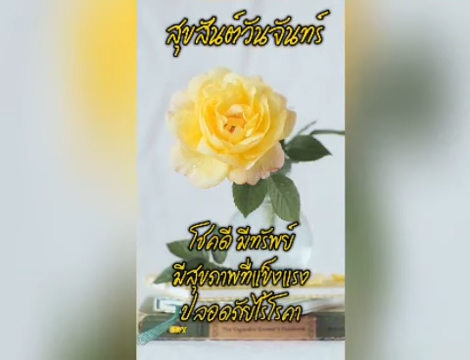 สุขสันต์วันจันทร์
โชคดี มีทรัพย์
มีสุขภาพที่แข็งแรง
ปลอดภัยไร้โรคา